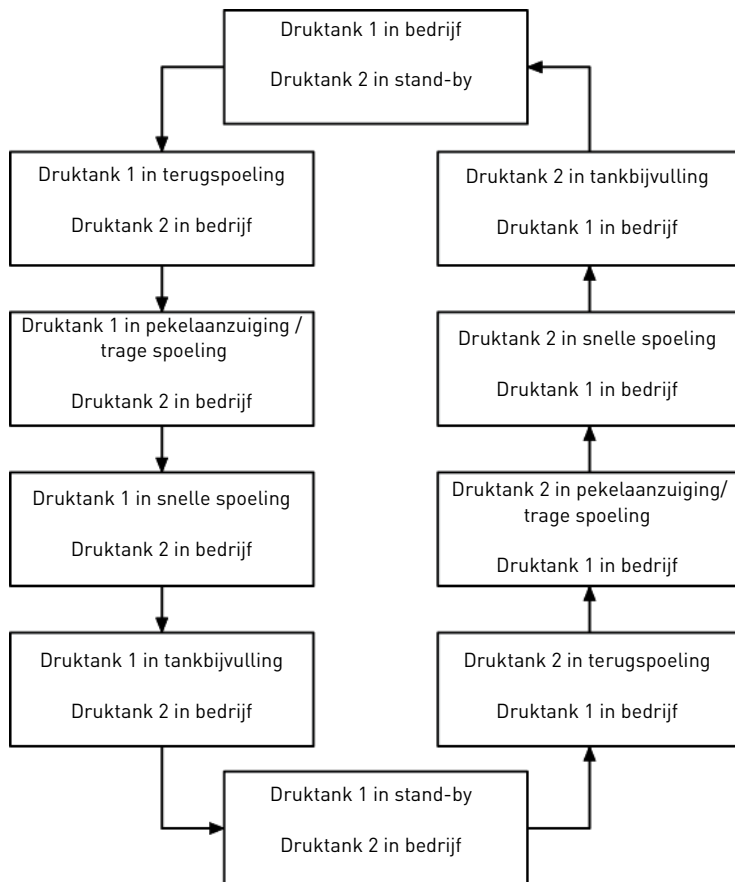 Druktank 1 in bedrijf
Druktank 2 in stand-by
Druktank 1 in terugspoeling
Druktank 2 in bedrijf
Druktank 1 in pekelaanzuiging /
trage spoeling
Druktank 2 in bedrijf
Druktank 1 in snelle spoeling
Druktank 2 in bedrijf
Druktank 1 in tankbijvulling
Druktank 2 in bedrijf
Druktank 1 in stand-by
Druktank 2 in bedrijf
Druktank 2 in terugspoeling
Druktank 1 in bedrijf
Druktank 2 in pekelaanzuiging/
trage spoeling
Druktank 1 in bedrijf
Druktank 2 in snelle spoeling
Druktank 1 in bedrijf
Druktank 2 in tankbijvulling
Druktank 1 in bedrijf